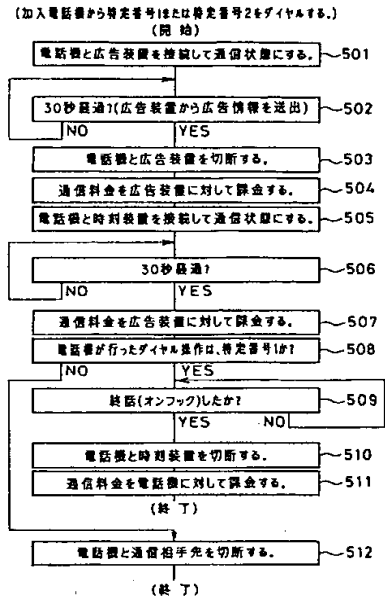 (加入電話機から特定番号1または特定番号2をダイヤルする。)
(開始)
電話機と広告装置を接続して通信状態にする。 501
30秒経過?(広告装置から広告情報を送出) 502
NO YES
電話機と広告装置を切断する。 503
通信料金を広告装置に対して課金する。 504
電話機と時刻装置を接続して通信状態にする。 505
30秒経過? 506
NO YES
通信料金を広告装置に対して課金する。 507
電話機が行ったダイヤル操作は、特定番号1か? 508
NO YES
終話(オンフック)したか? 509
YES NO
電話機と時刻装置を切断する。 510
通信料金を電話機に対して課金する。 511
(終了)
電話機と通信相手先を切断する。 512
(終了)